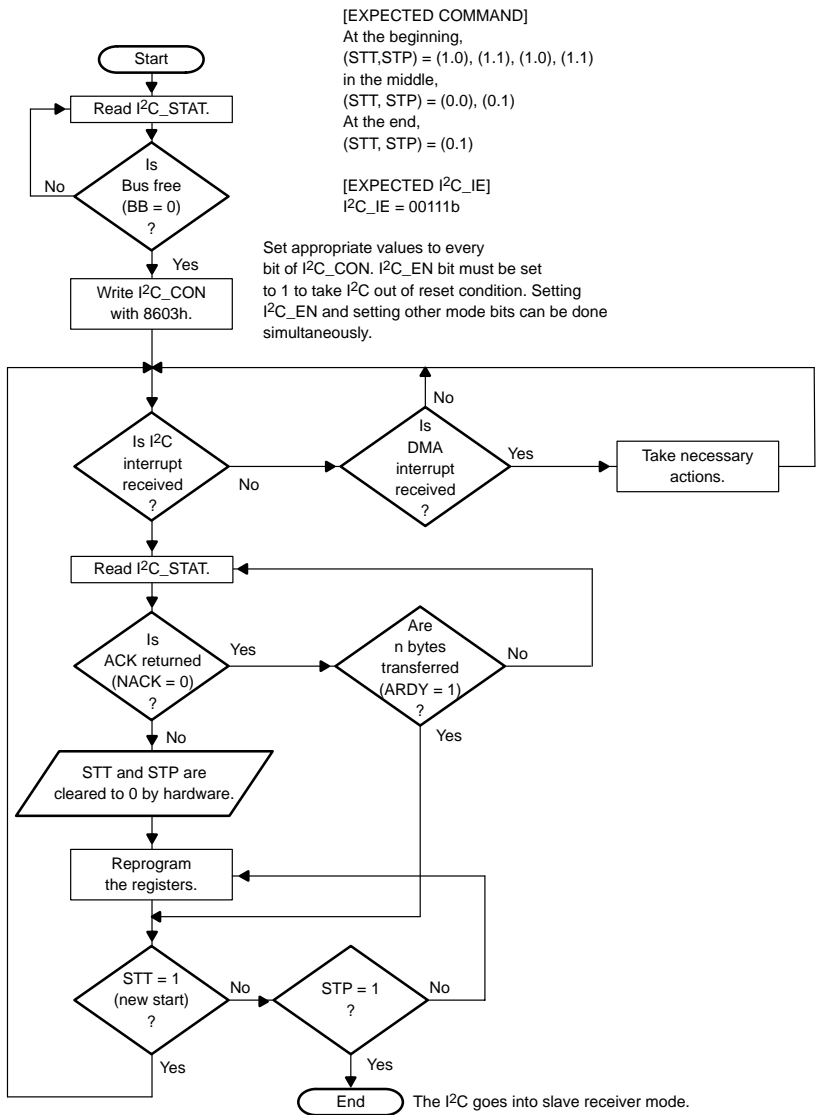 [EXPECTED COMMAND]
At the beginning,
(STT,STP) = (1.0), (1.1), (1.0), (1.1)
in the middle,
(STT, STP) = (0.0), (0.1)
At the end,
(STT, STP) = (0.1)
[EXPECTED I2C_IE]
I2C_IE = 00111b
Start
Read I2C_STAT.
Is
Bus free
(BB = 0)
?
No
Yes
Set appropriate values to every
bit of I2C_CON. I2C_EN bit must be set
to 1 to take I2C out of reset condition. Setting
I2C_EN and setting other mode bits can be done
simultaneously.
Write I2C_CON
with 8603h.
Is I2C
interrupt
received
?
No
Is
DMA
interrupt
received
?
No
Yes
Take necessary
actions.
Read I2C_STAT.
Is
ACK returned
(NACK = 0)
?
Yes
No
Are
n bytes
transferred
(ARDY = 1)
?
No
Yes
STT and STP are
cleared to 0 by hardware.
Reprogram
the registers.
STT = 1
(new start)
?
No
Yes
STP = 1
?
No
Yes
End
The I2C goes into slave receiver mode.